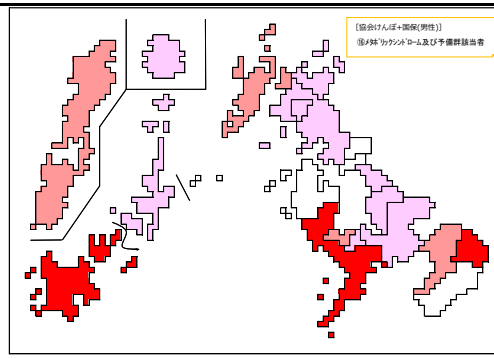 [協会けんぽ+国保(男性)]
⑯メタボリックシンドローム及び予備群該当者